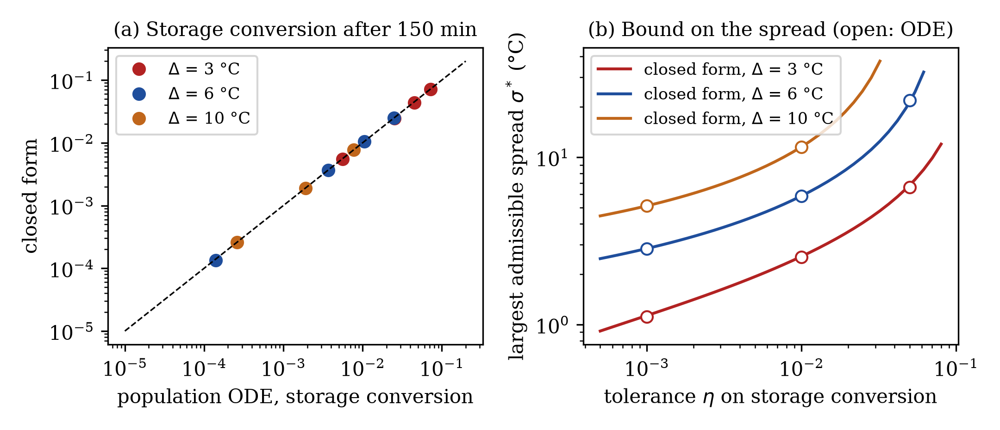 (a) Storage conversion after 150 min
Δ = 3 °C
Δ = 6 °C
Δ = 10 °C
closed form
10⁻¹
10⁻²
10⁻³
10⁻⁴
10⁻⁵
10⁻⁵ 10⁻⁴ 10⁻³ 10⁻² 10⁻¹
population ODE, storage conversion
(b) Bound on the spread (open: ODE)
closed form, Δ = 3 °C
closed form, Δ = 6 °C
closed form, Δ = 10 °C
largest admissible spread σ* (°C)
10¹
10⁰
10⁻³ 10⁻² 10⁻¹
tolerance η on storage conversion